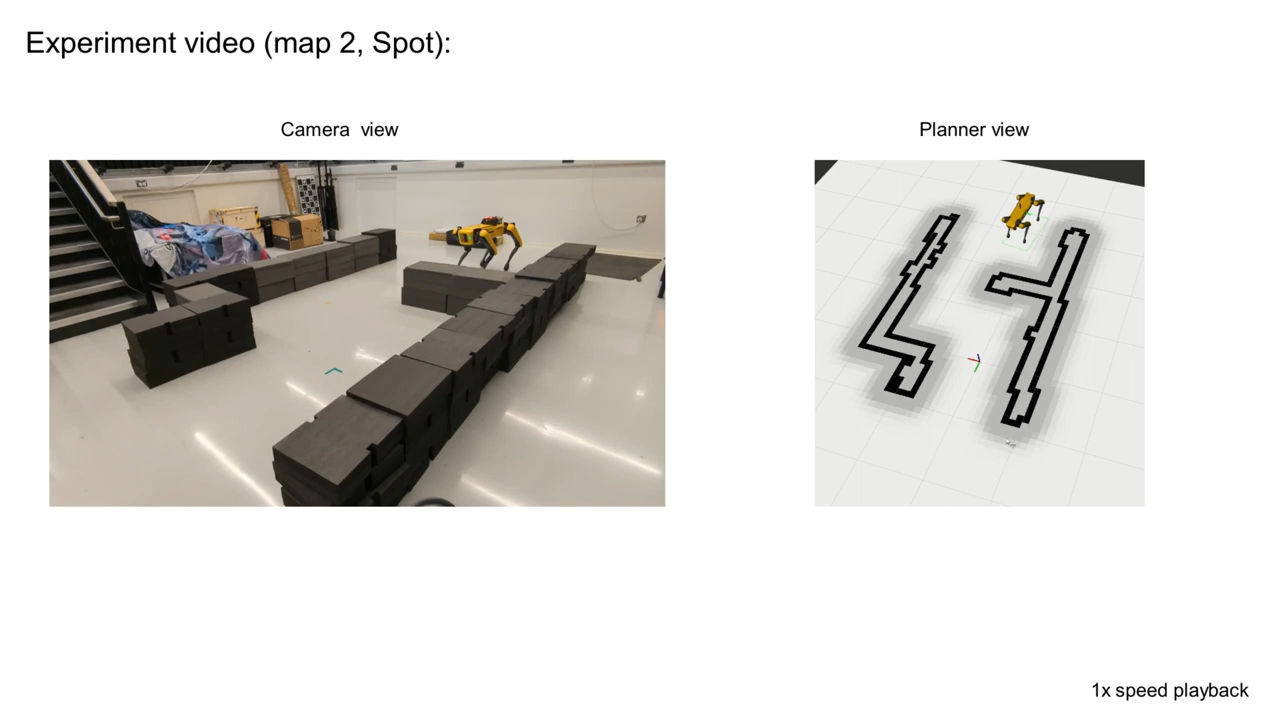 Experiment video (map 2, Spot):
Camera view
Planner view
1x speed playback